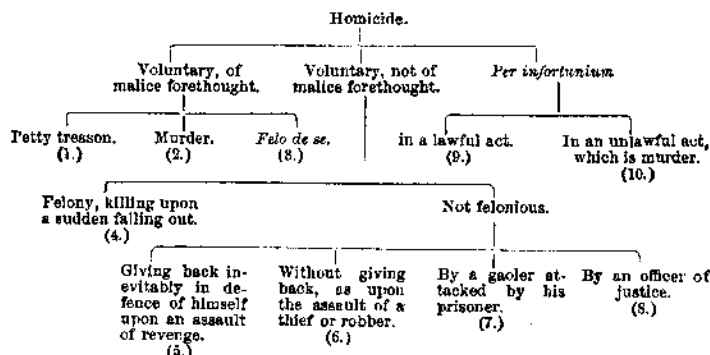 Homicide.
Voluntary, of
malice forethought.
Voluntary, not of
malice forethought.
Per infortunium
Petty treason.
(1.)
Murder.
(2.)
Felo de se.
(3.)
in a lawful act.
(9.)
In an unlawful act,
which is murder.
(10.)
Felony, killing upon
a sudden falling out.
(4.)
Not felonious.
Giving back in-
evitably in de-
fence of himself
upon an assault
of revenge.
(5.)
Without giving
back, as upon
the assault of a
thief or robber.
(6.)
By a gaoler at-
tacked by his
prisoner.
(7.)
By an officer of
justice.
(8.)